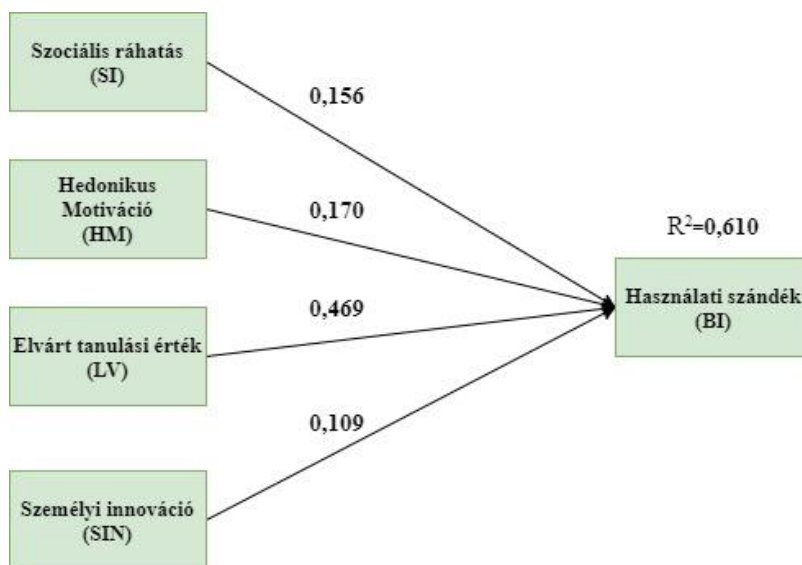 Szociális ráhatás
(SI)
0,156
Hedonikus
Motiváció
(HM)
0,170
R²=0,610
Használati szándék
(BI)
Elvárt tanulási érték
(LV)
0,469
0,109
Személyi innováció
(SIN)